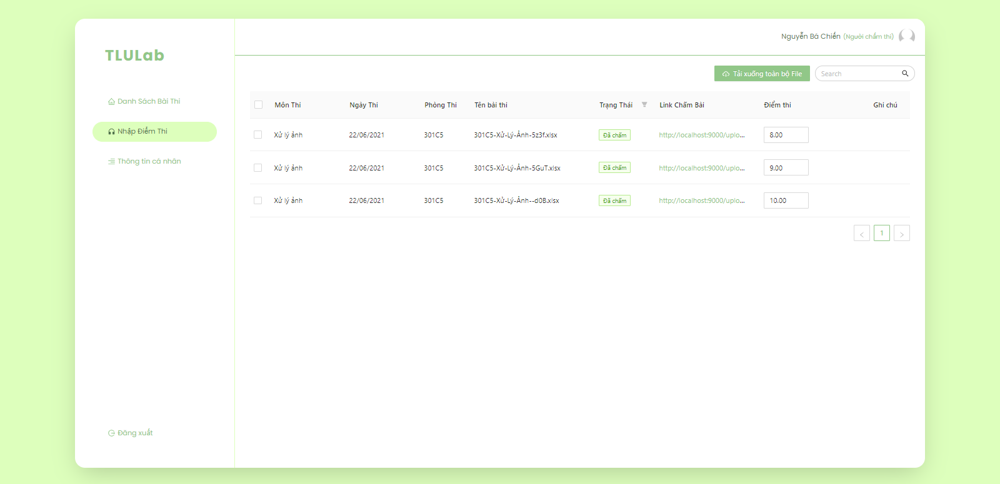 TLULab
Danh Sách Bài Thi
Nhập Điểm Thi
Thông tin cá nhân
Đăng xuất
Nguyễn Bá Chiến (Người chấm thi)
Tải xuống toàn bộ File
Search
Môn Thi Ngày Thi Phòng Thi Tên bài thi Trạng Thái Link Chấm Bài Điểm thi Ghi chú
Xử lý ảnh 22/06/2021 301C5 301C5-Xử-Lý-Ảnh-5z3f.xlsx Đã chấm http://localhost:9000/uplo... 8.00
Xử lý ảnh 22/06/2021 301C5 301C5-Xử-Lý-Ảnh-5GuT.xlsx Đã chấm http://localhost:9000/uplo... 9.00
Xử lý ảnh 22/06/2021 301C5 301C5-Xử-Lý-Ảnh--d0B.xlsx Đã chấm http://localhost:9000/uplo... 10.00
< 1 >